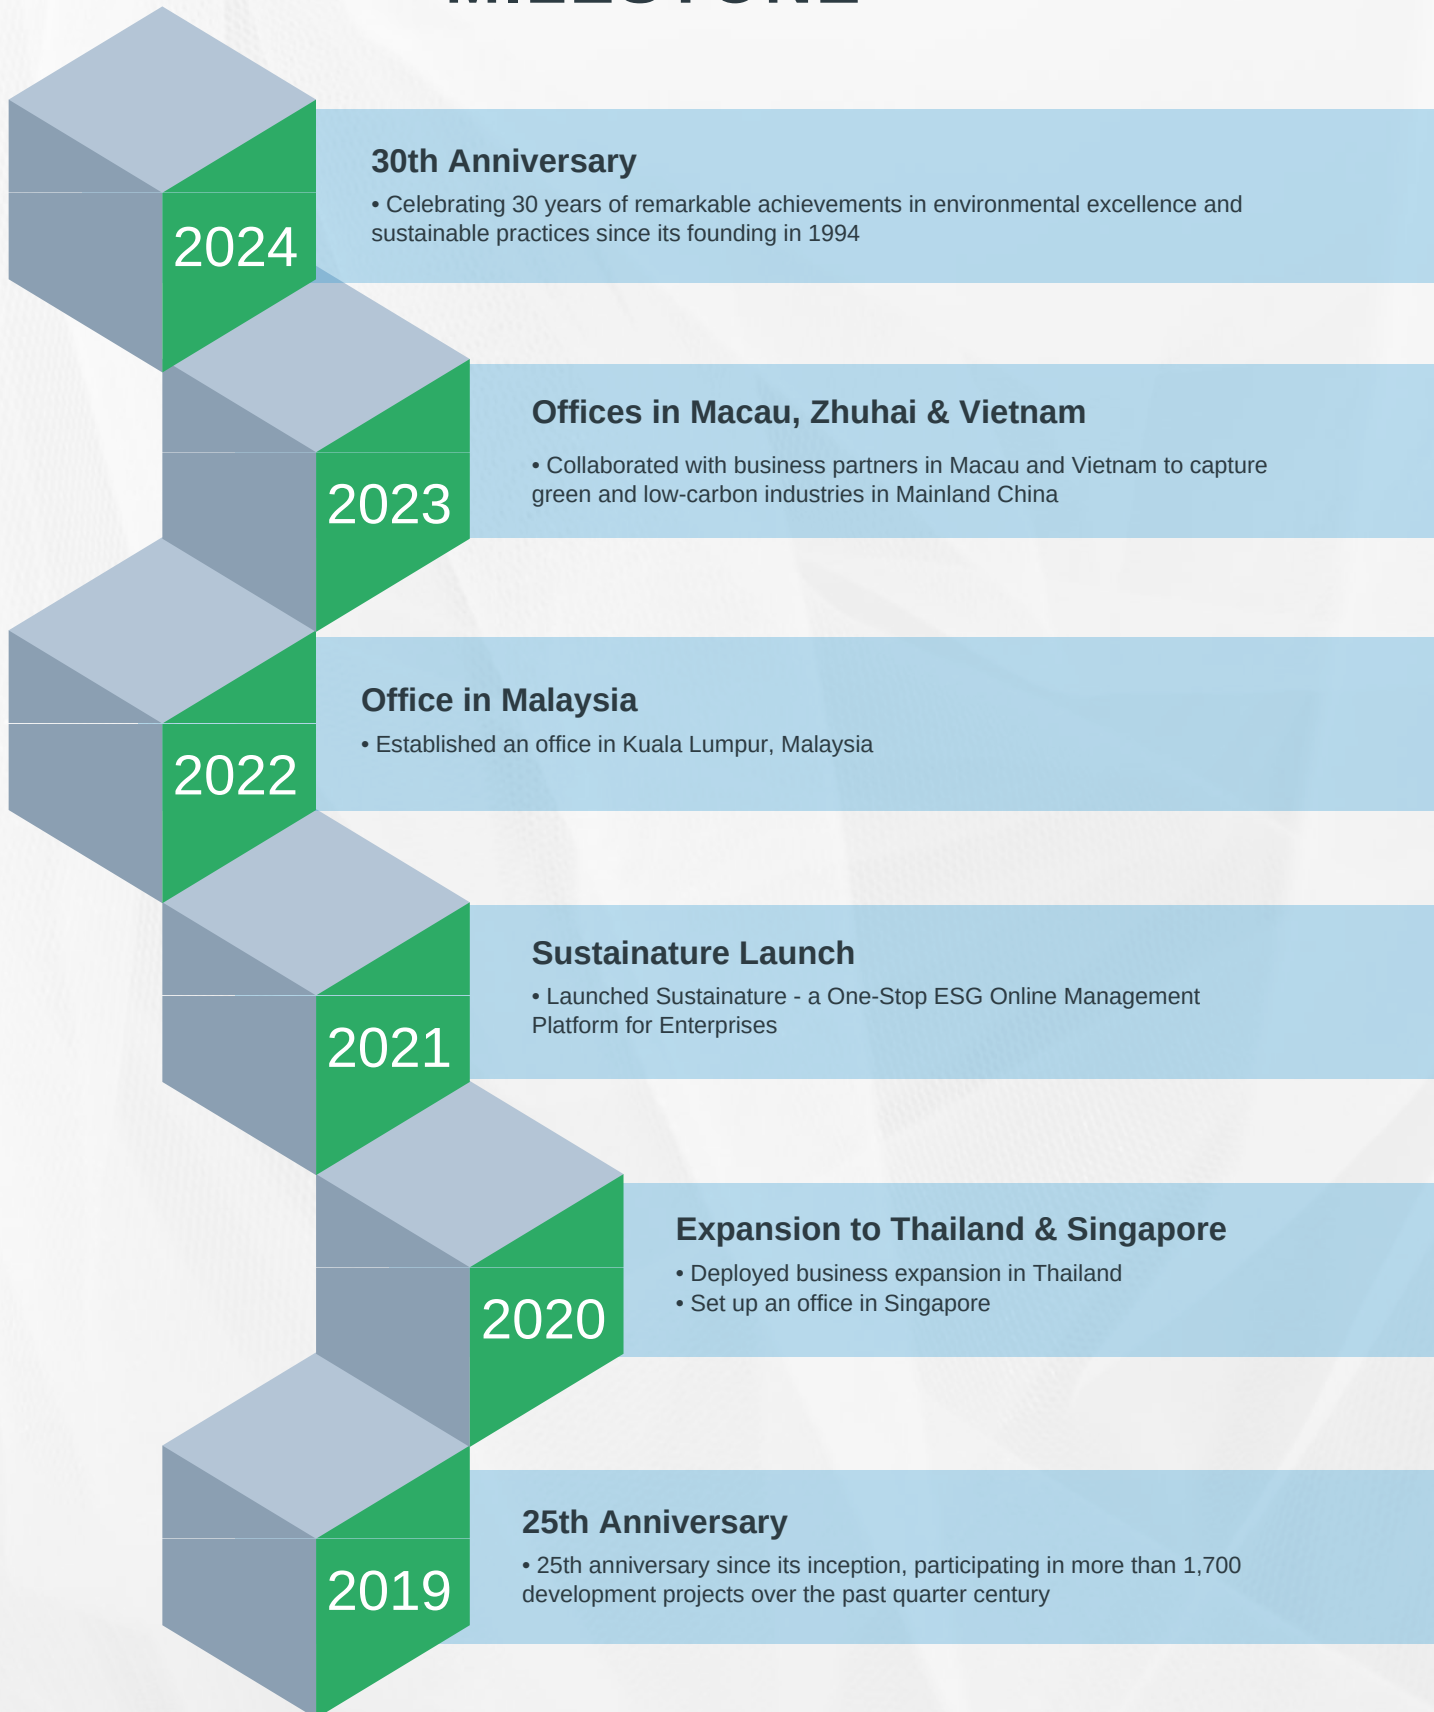 MILESTONE
2024
30th Anniversary
• Celebrating 30 years of remarkable achievements in environmental excellence and
sustainable practices since its founding in 1994
2023
Offices in Macau, Zhuhai & Vietnam
• Collaborated with business partners in Macau and Vietnam to capture
green and low-carbon industries in Mainland China
2022
Office in Malaysia
• Established an office in Kuala Lumpur, Malaysia
2021
Sustainature Launch
• Launched Sustainature - a One-Stop ESG Online Management
Platform for Enterprises
2020
Expansion to Thailand & Singapore
• Deployed business expansion in Thailand
• Set up an office in Singapore
2019
25th Anniversary
• 25th anniversary since its inception, participating in more than 1,700
development projects over the past quarter century